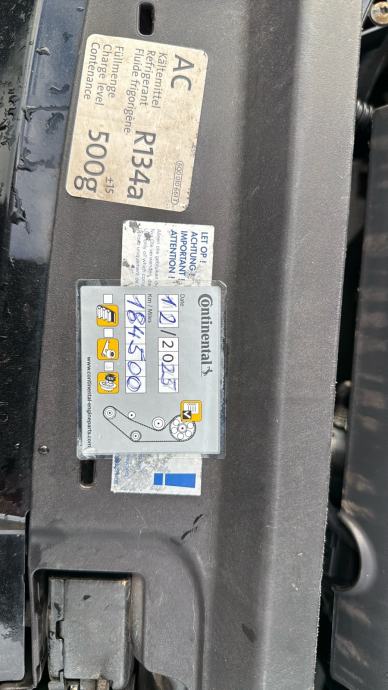 AC
Kältemittel
Refrigerant
Fluide frigorigène
R134a
Füllmenge
Charge level
Contenance
500g
±15
LET OP !
ACHTUNG !
IMPORTANT !
ATTENTION !
Continental
Date
12/2025
Km / Miles
184500
www.continental-engineparts.com